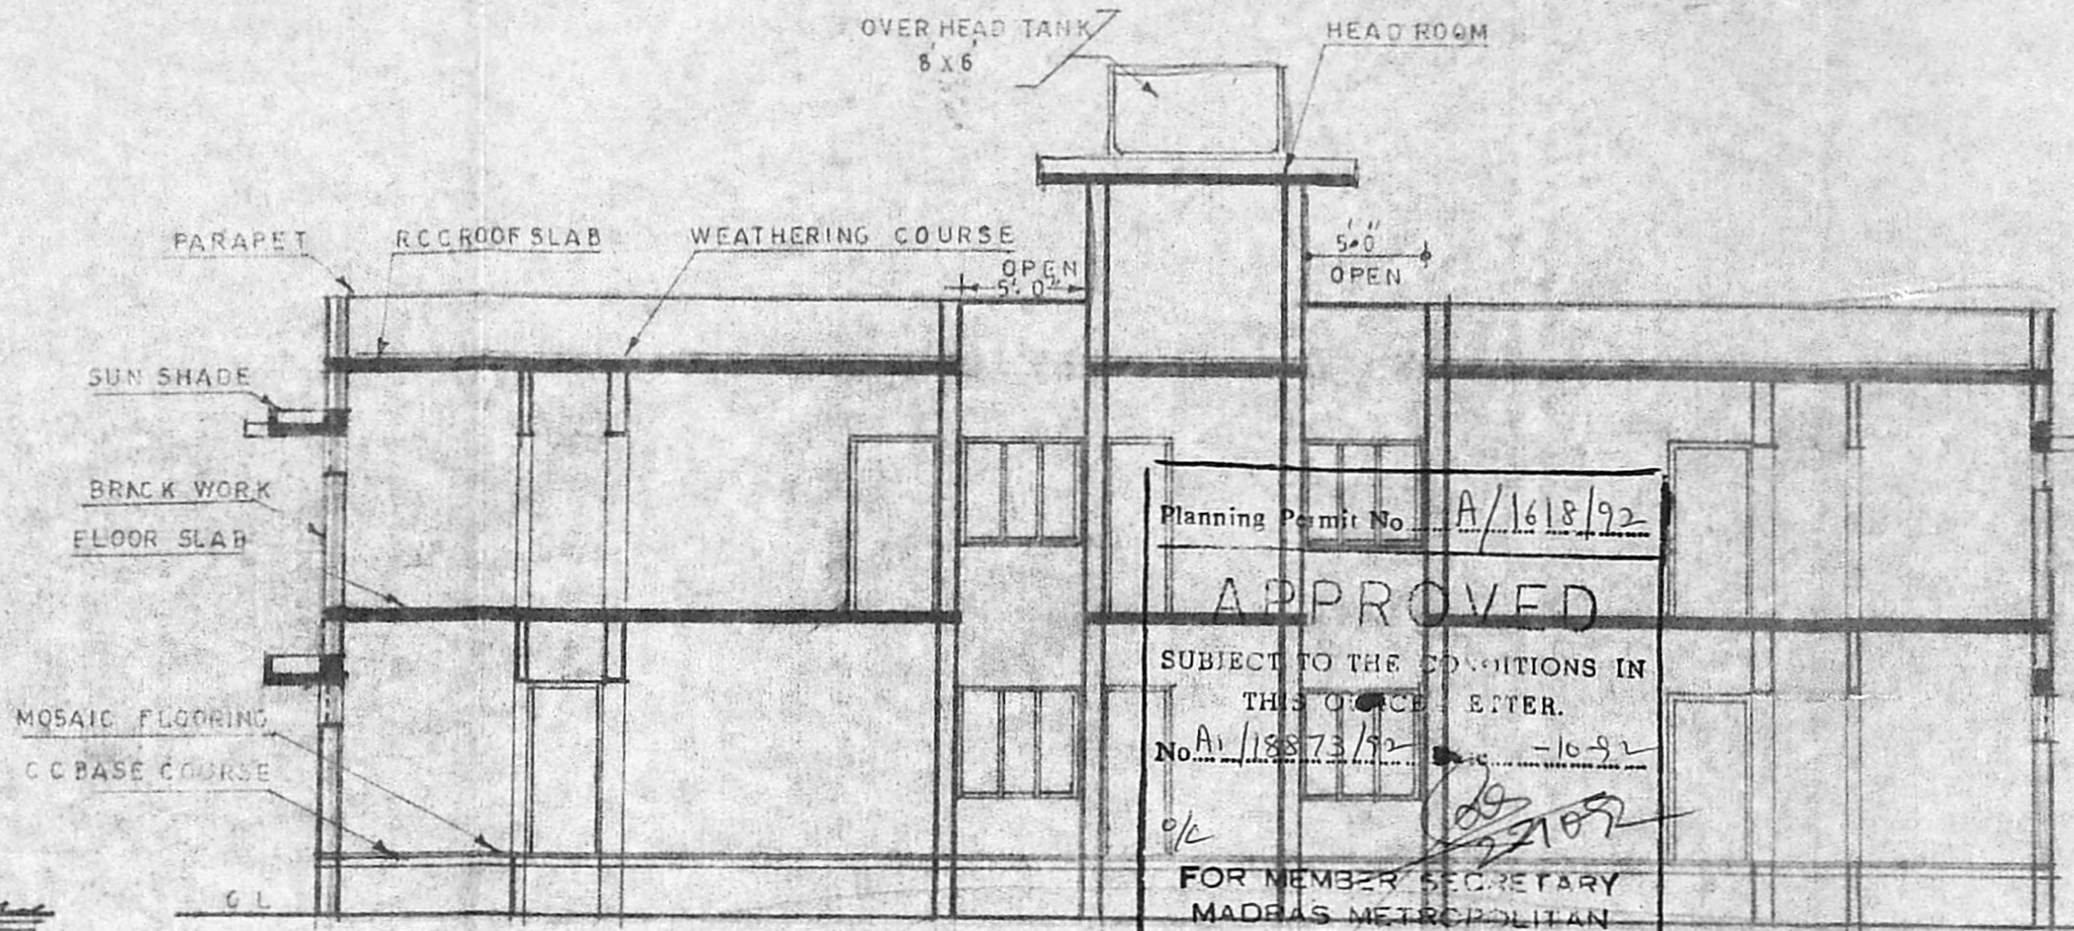 OVER HEAD TANK
8' X 6'
HEAD ROOM
PARAPET
RCC ROOF SLAB
WEATHERING COURSE
OPEN
5'. 0"
5'.0"
OPEN
SUN SHADE
BRACK WORK
FLOOR SLAB
MOSAIC FLOORING
CC BASE COURSE
G L
Planning Permit No A/1618/92
APPROVED
SUBJECT TO THE CONDITIONS IN
THIS OFFICE LETTER.
No A1/18873/92 -10-92
o/c
FOR MEMBER SECRETARY
MADRAS METROPOLITAN